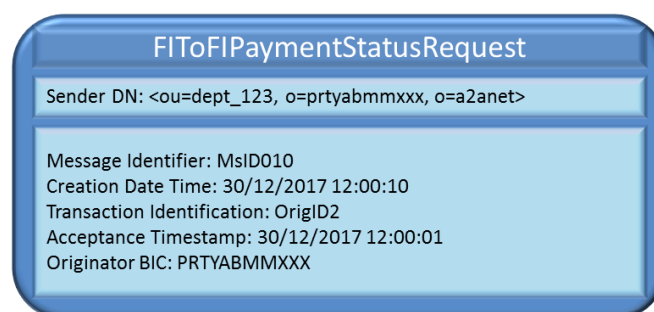 FIToFIPaymentStatusRequest
Sender DN: <ou=dept_123, o=prtyabmmxxx, o=a2anet>
Message Identifier: MsID010
Creation Date Time: 30/12/2017 12:00:10
Transaction Identification: OrigID2
Acceptance Timestamp: 30/12/2017 12:00:01
Originator BIC: PRTYABMMXXX